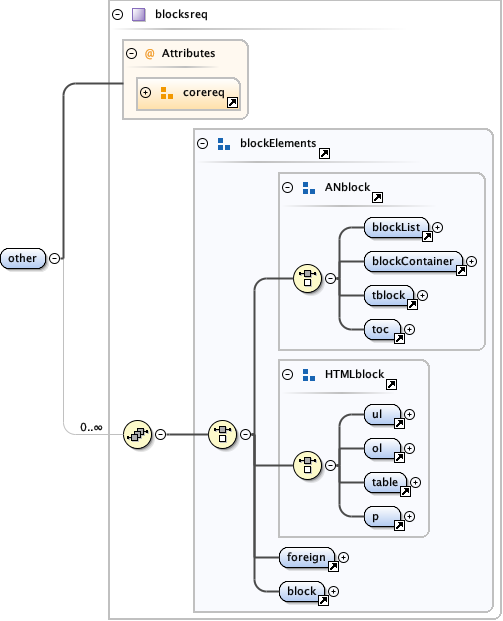 blocksreq
@ Attributes
corereq
blockElements
ANblock
blockList
other
blockContainer
tblock
toc
HTMLblock
ul
0..∞
ol
table
p
foreign
block